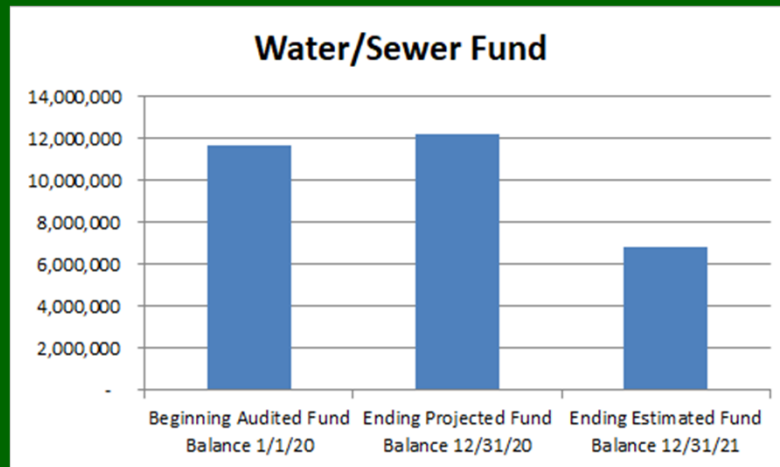 Water/Sewer Fund
14,000,000
12,000,000
10,000,000
8,000,000
6,000,000
4,000,000
2,000,000
-
Beginning Audited Fund Balance 1/1/20
Ending Projected Fund Balance 12/31/20
Ending Estimated Fund Balance 12/31/21